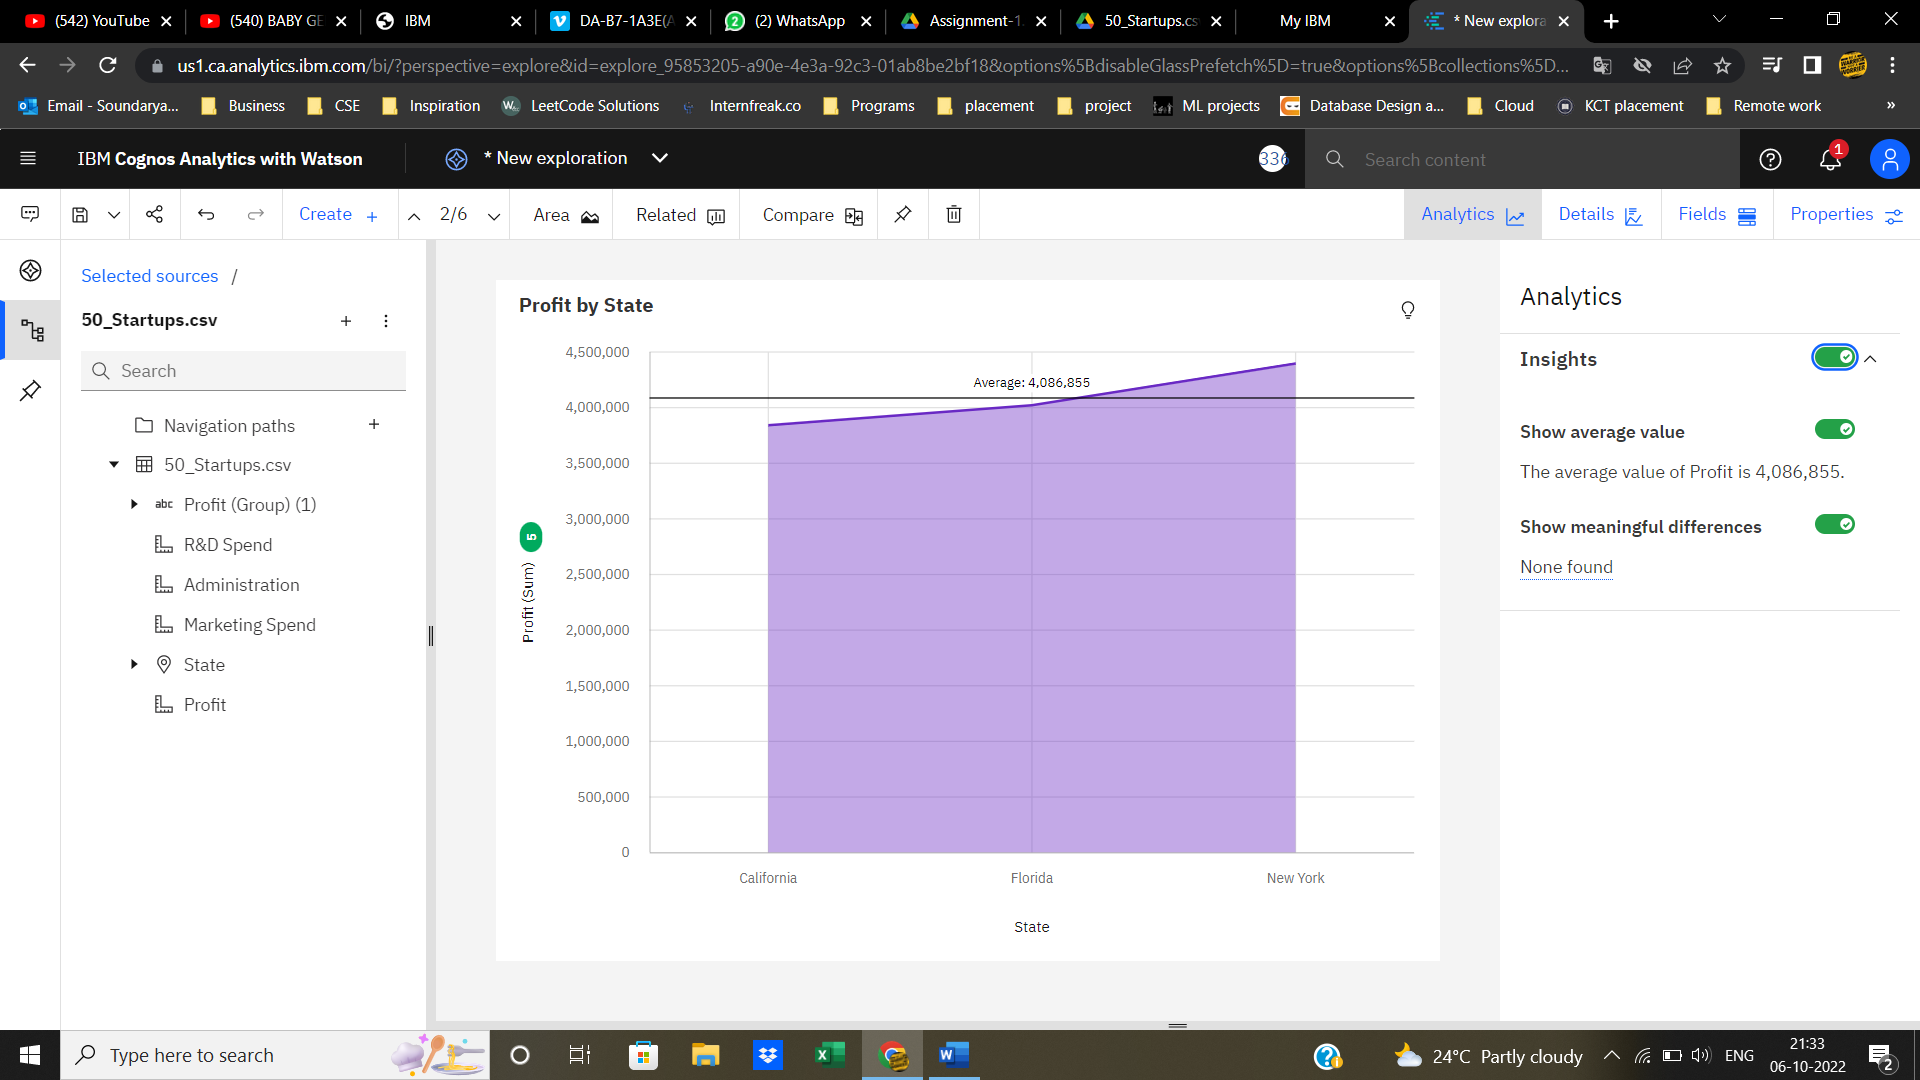 (542) YouTube
(540) BABY GE
IBM
DA-B7-1A3E(A
(2) WhatsApp
Assignment-1.
50_Startups.cs
My IBM
* New explora
us1.ca.analytics.ibm.com/bi/?perspective=explore&id=explore_95853205-a90e-4e3a-92c3-01ab8be2bf18&options%5BdisableGlassPrefetch%5D=true&options%5Bcollections%5D...
Email - Soundarya...
Business
CSE
Inspiration
LeetCode Solutions
Internfreak.co
Programs
placement
project
ML projects
Database Design a...
Cloud
KCT placement
Remote work
»
IBM Cognos Analytics with Watson
* New exploration
336
Search content
1
Create +
2/6
Area
Related
Compare
Analytics
Details
Fields
Properties
Selected sources /
50_Startups.csv
Search
Navigation paths
50_Startups.csv
abc Profit (Group) (1)
R&D Spend
Administration
Marketing Spend
State
Profit
Profit by State
4,500,000
4,000,000
3,500,000
3,000,000
2,500,000
2,000,000
1,500,000
1,000,000
500,000
0
Average: 4,086,855
5
Profit (Sum)
California
Florida
New York
State
Analytics
Insights
Show average value
The average value of Profit is 4,086,855.
Show meaningful differences
None found
Type here to search
24°C Partly cloudy
ENG
21:33
06-10-2022
2